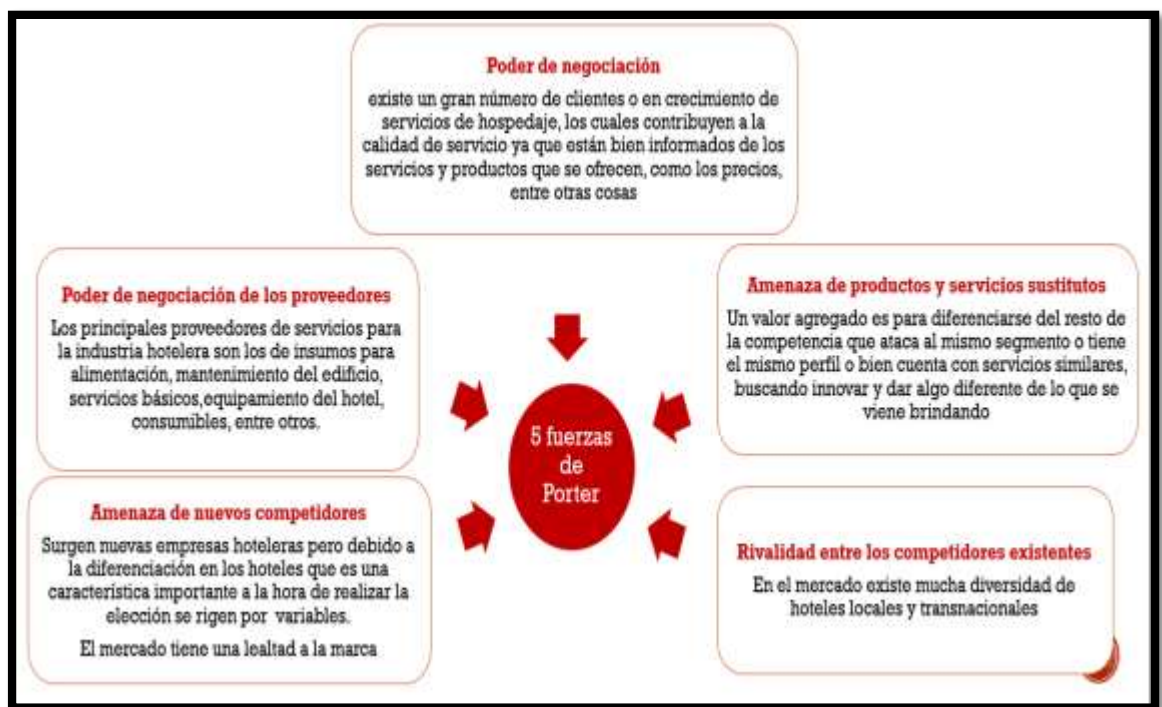 Poder de negociación
existe un gran número de clientes o en crecimiento de
servicios de hospedaje, los cuales contribuyen a la
calidad de servicio ya que están bien informados de los
servicios y productos que se ofrecen, como los precios,
entre otras cosas
Poder de negociación de los proveedores
Los principales proveedores de servicios para
la industria hotelera son los de insumos para
alimentación, mantenimiento del edificio,
servicios básicos,equipamiento del hotel,
consumibles, entre otros.
Amenaza de productos y servicios sustitutos
Un valor agregado es para diferenciarse del resto de
la competencia que ataca al mismo segmento o tiene
el mismo perfil o bien cuenta con servicios similares,
buscando innovar y dar algo diferente de lo que se
viene brindando
5 fuerzas
de
Porter
Amenaza de nuevos competidores
Surgen nuevas empresas hoteleras pero debido a
la diferenciación en los hoteles que es una
característica importante a la hora de realizar la
elección se rigen por variables.
El mercado tiene una lealtad a la marca
Rivalidad entre los competidores existentes
En el mercado existe mucha diversidad de
hoteles locales y transnacionales